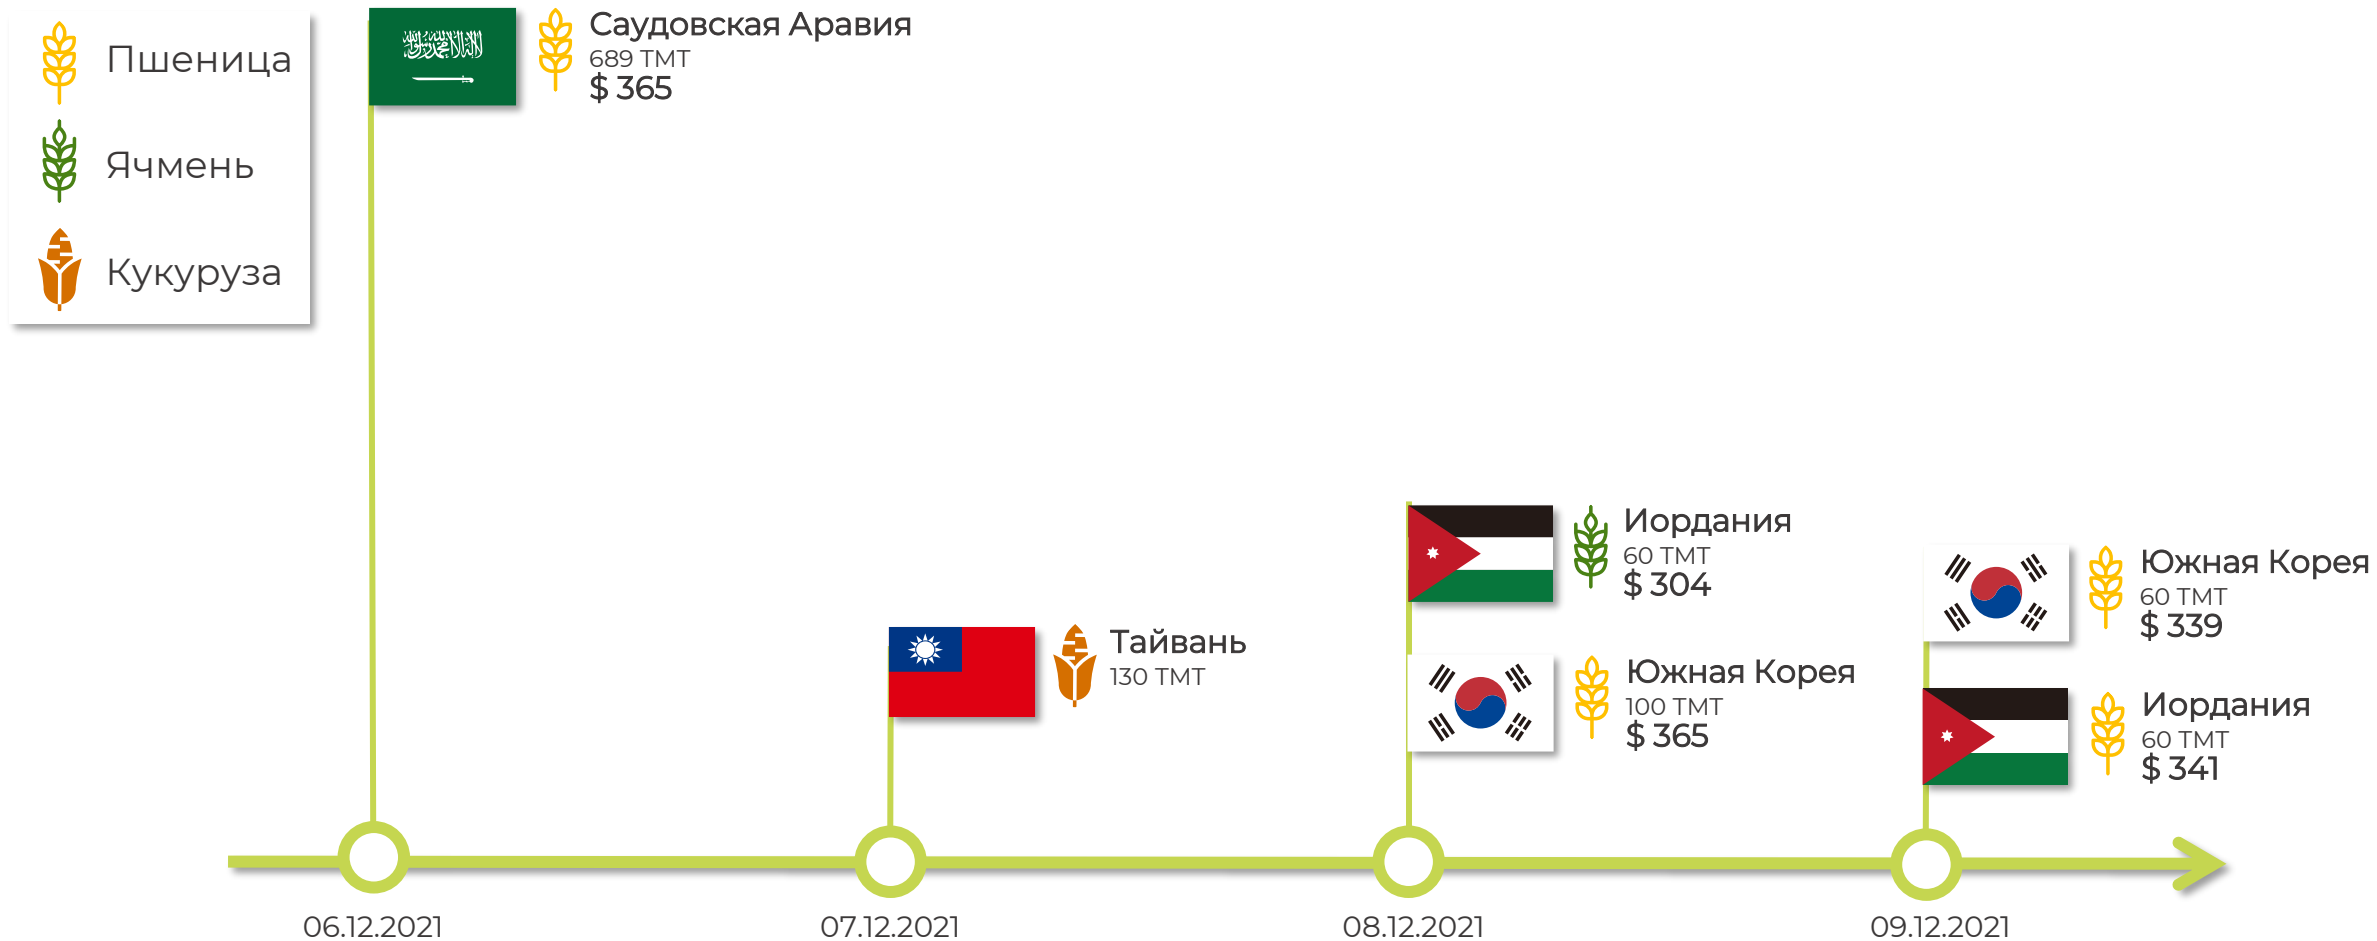 Пшеница
Ячмень
Кукуруза
Саудовская Аравия
689 ТМТ
$ 365
Тайвань
130 ТМТ
Иордания
60 ТМТ
$ 304
Южная Корея
100 ТМТ
$ 365
Южная Корея
60 ТМТ
$ 339
Иордания
60 ТМТ
$ 341
06.12.2021
07.12.2021
08.12.2021
09.12.2021